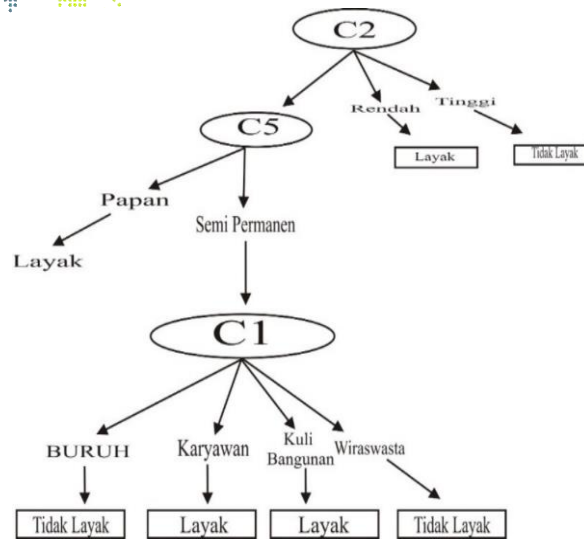 C2
Rendah
Tinggi
C5
Layak
Tidak Layak
Papan
Semi Permanen
Layak
C1
BURUH
Karyawan
Kuli
Bangunan
Wiraswasta
Tidak Layak
Layak
Layak
Tidak Layak